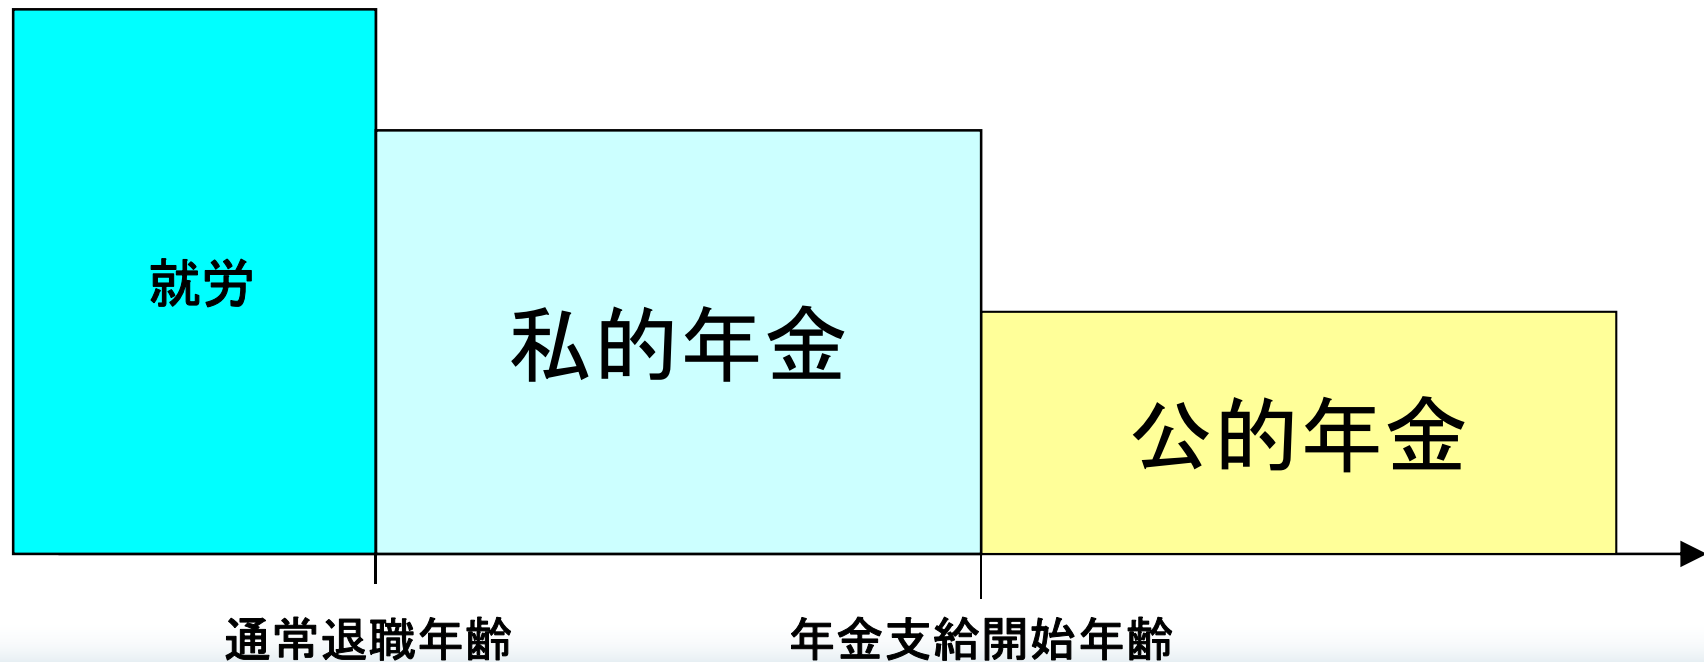 就労
私的年金
公的年金
通常退職年齢
年金支給開始年齢